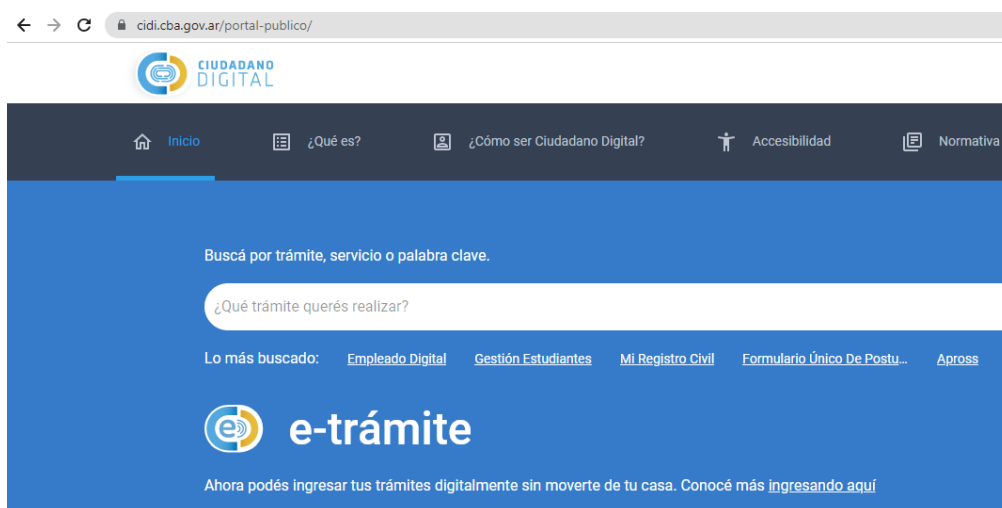 cidi.cba.gov.ar/portal-publico/
CIUDADANO
DIGITAL
Inicio ¿Qué es? ¿Cómo ser Ciudadano Digital? Accesibilidad Normativa
Buscá por trámite, servicio o palabra clave.
¿Qué trámite querés realizar?
Lo más buscado: Empleado Digital Gestión Estudiantes Mi Registro Civil Formulario Único De Postu... Apross
e e-trámite
Ahora podés ingresar tus trámites digitalmente sin moverte de tu casa. Conocé más ingresando aquí